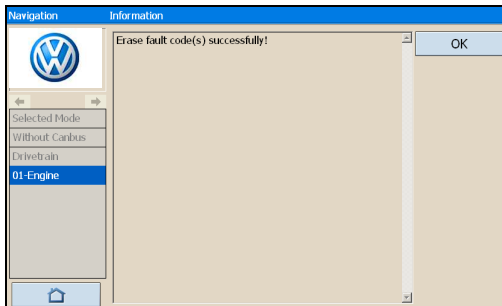 Navigation
Information
Erase fault code(s) successfully!
OK
Selected Mode
Without Canbus
Drivetrain
01-Engine